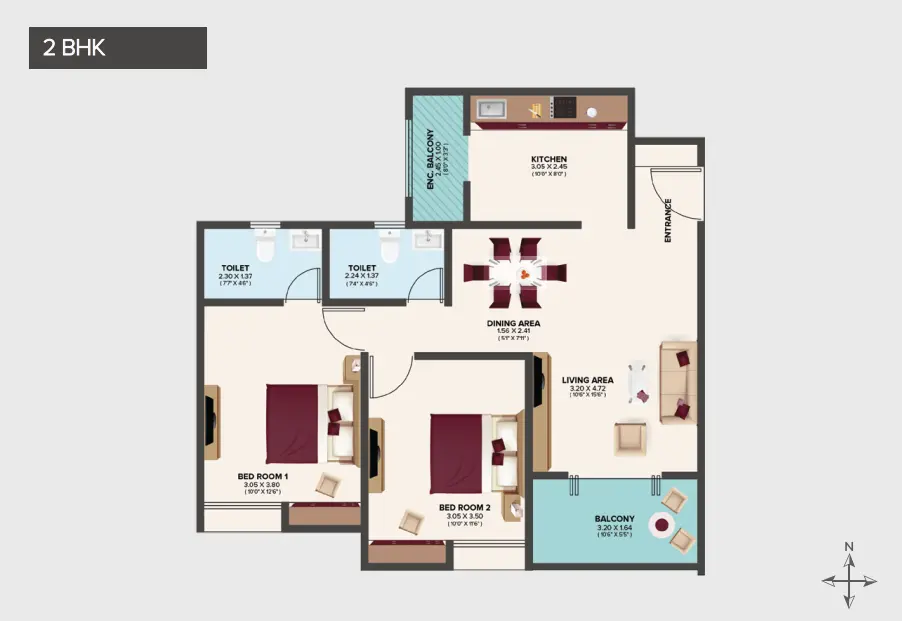 2 BHK
ENC. BALCONY
2.45 X 1.00
(8'0" X 3'3")
KITCHEN
3.05 X 2.45
(10'0" X 8'0")
ENTRANCE
TOILET
2.30 X 1.37
(7'7" X 4'6")
TOILET
2.24 X 1.37
(7'4" X 4'6")
DINING AREA
1.56 X 2.41
(5'1" X 7'11")
LIVING AREA
3.20 X 4.72
(10'6" X 15'6")
BED ROOM 1
3.05 X 3.80
(10'0" X 12'6")
BED ROOM 2
3.05 X 3.50
(10'0" X 11'6")
BALCONY
3.20 X 1.64
(10'6" X 5'5")
N